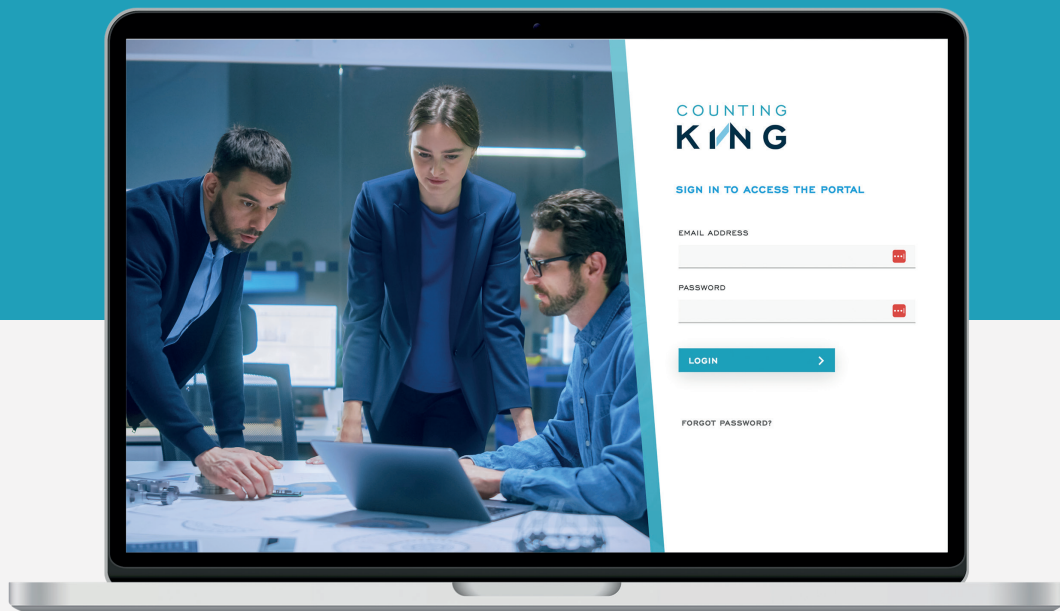 COUNTING
KING
SIGN IN TO ACCESS THE PORTAL
EMAIL ADDRESS
PASSWORD
LOGIN
FORGOT PASSWORD?